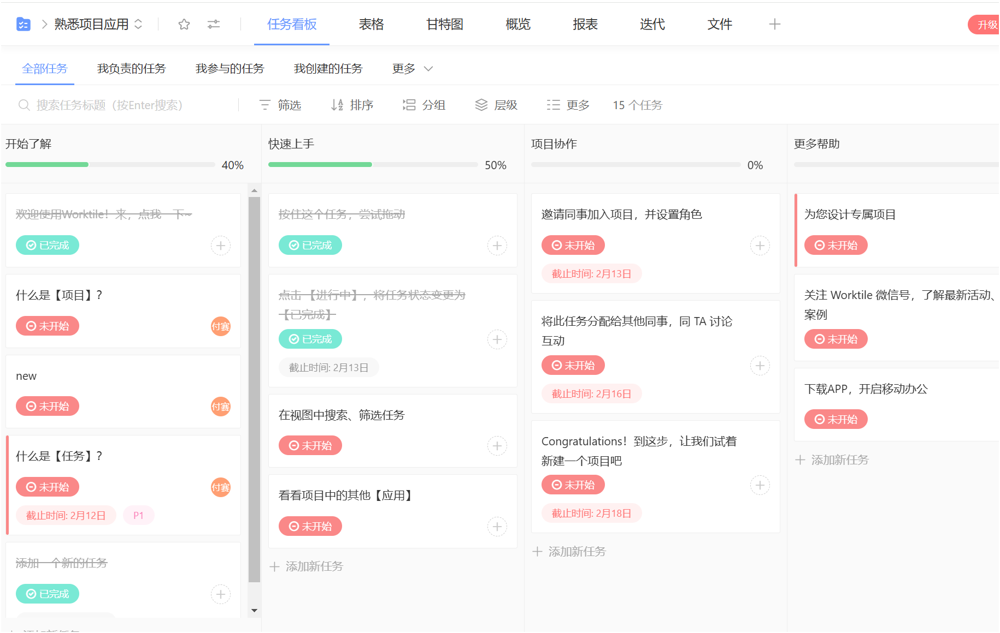 熟悉项目应用
任务看板
表格
甘特图
概览
报表
迭代
文件
升级
全部任务
我负责的任务
我参与的任务
我创建的任务
更多
搜索任务标题（按Enter搜索）
筛选
排序
分组
层级
更多
15 个任务
开始了解
40%
欢迎使用Worktile！来，点我一下~
已完成
什么是【项目】?
未开始
付赛
new
未开始
付赛
什么是【任务】?
未开始
付赛
截止时间: 2月12日
P1
添加一个新的任务
已完成
添加新任务
快速上手
50%
按住这个任务，尝试拖动
已完成
点击 【进行中】，将任务状态变更为
【已完成】
已完成
截止时间: 2月13日
在视图中搜索、筛选任务
未开始
看看项目中的其他【应用】
未开始
添加新任务
项目协作
0%
邀请同事加入项目，并设置角色
未开始
截止时间: 2月13日
将此任务分配给其他同事，同 TA 讨论
互动
未开始
截止时间: 2月16日
Congratulations！到这步，让我们试着
新建一个项目吧
未开始
截止时间: 2月18日
添加新任务
更多帮助
为您设计专属项目
未开始
关注 Worktile 微信号，了解最新活动、
案例
未开始
下载APP，开启移动办公
未开始
添加新任务